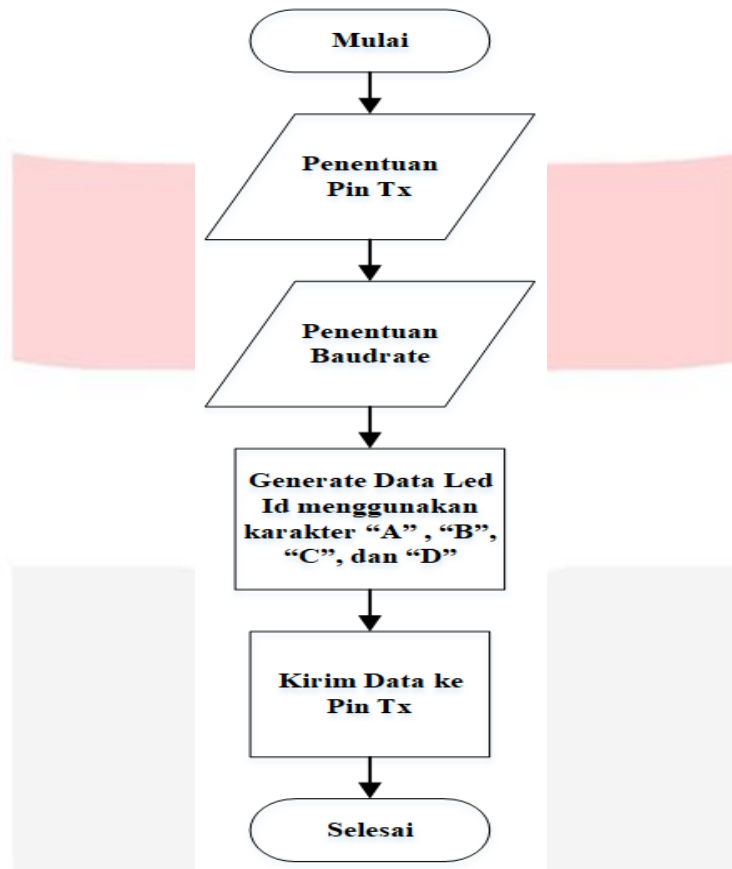 Mulai
Penentuan
Pin Tx
Penentuan
Baudrate
Generate Data Led
Id menggunakan
karakter “A” , “B”,
“C”, dan “D”
Kirim Data ke
Pin Tx
Selesai